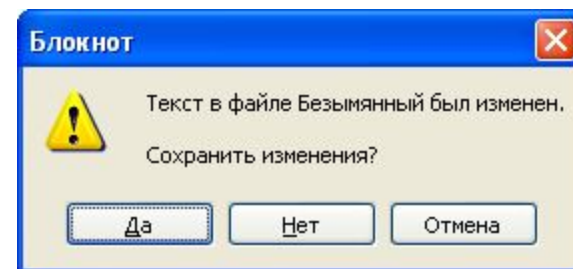 Блокнот
Текст в файле Безымянный был изменен.
Сохранить изменения?
Да Нет Отмена